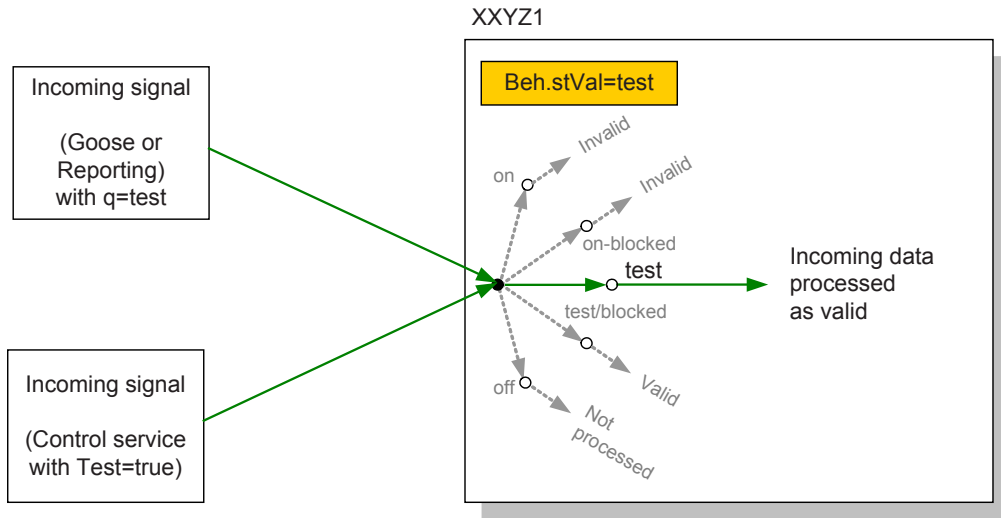 XXYZ1
Incoming signal
(Goose or
Reporting)
with q=test
Beh.stVal=test
Invalid
on
Invalid
on-blocked
test
Incoming data
processed
as valid
test/blocked
Valid
off
Not
processed
Incoming signal
(Control service
with Test=true)